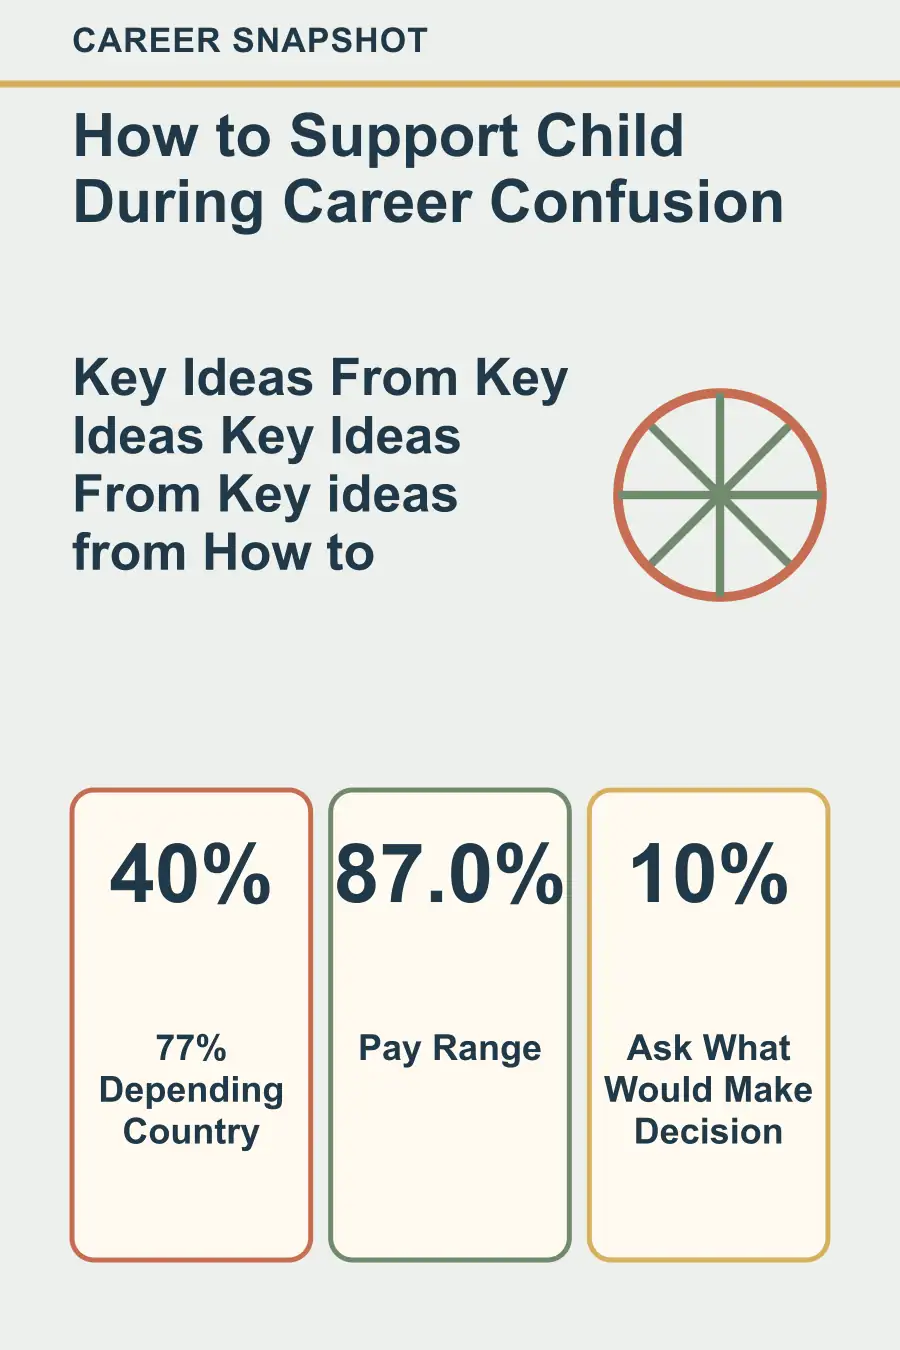 CAREER SNAPSHOT
How to Support Child
During Career Confusion
Key Ideas From Key
Ideas Key Ideas
From Key ideas
from How to
40%
77%
Depending
Country
87.0%
Pay Range
10%
Ask What
Would Make
Decision